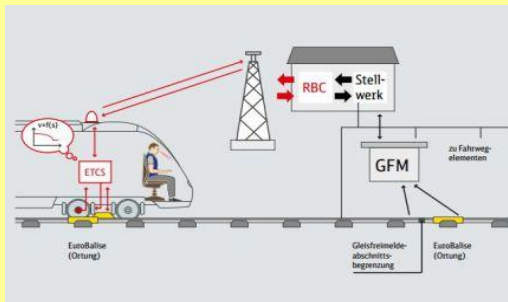 v=f(s)
ETCS
RBC
Stell-
werk
GFM
zu Fahrweg-
elementen
EuroBalise
(Ortung)
Gleisfreimelde-
abschnitts-
begrenzung
EuroBalise
(Ortung)